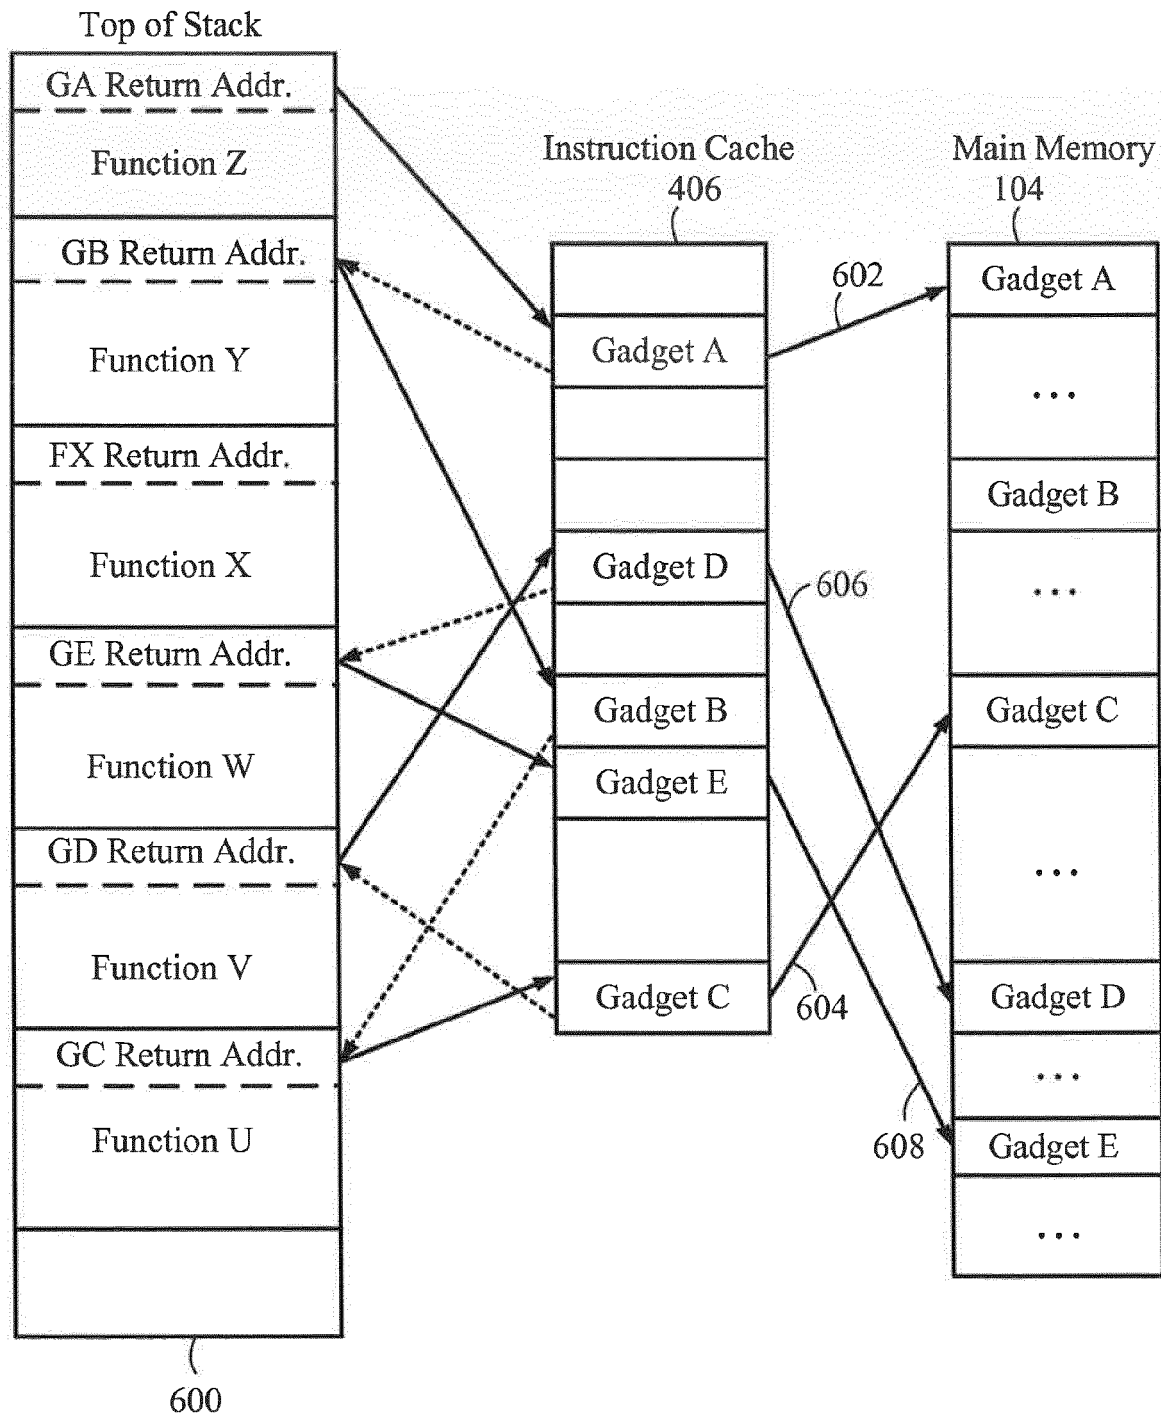 Top of Stack
GA Return Addr.
Function Z
GB Return Addr.
Function Y
FX Return Addr.
Function X
GE Return Addr.
Function W
GD Return Addr.
Function V
GC Return Addr.
Function U
600
Instruction Cache
406
Gadget A
Gadget D
Gadget B
Gadget E
Gadget C
602
606
604
608
Main Memory
104
Gadget A
...
Gadget B
...
Gadget C
...
Gadget D
...
Gadget E
...